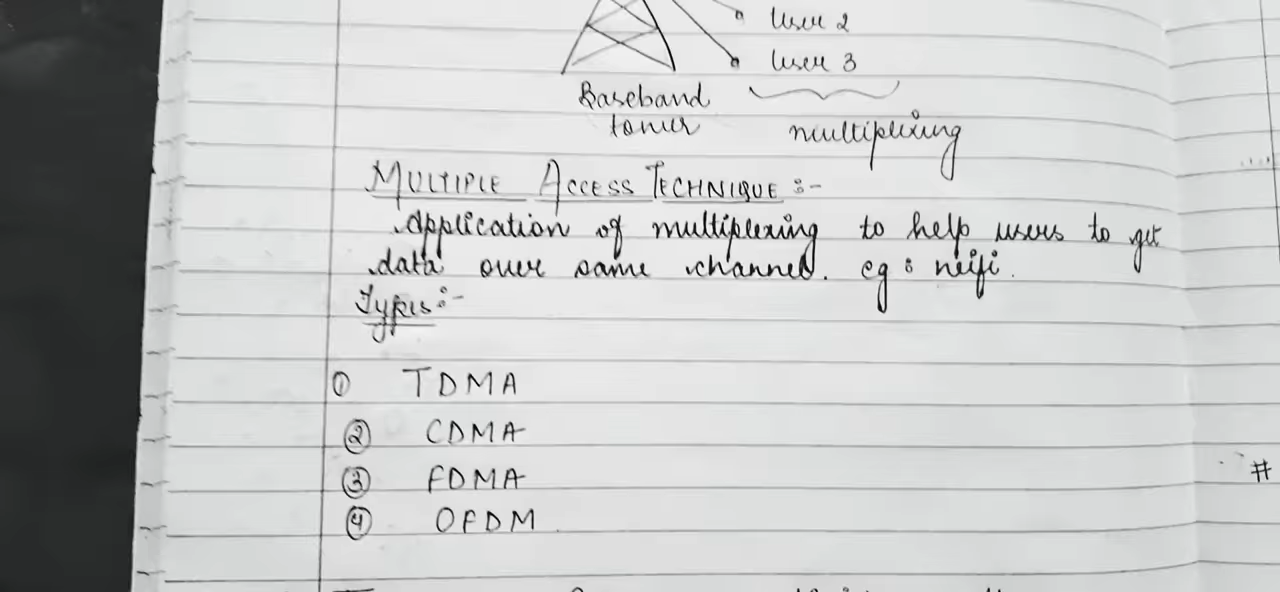 User 2
User 3
Baseband
tower
multiplexing
MULTIPLE ACCESS TECHNIQUE :-
Application of multiplexing to help users to get
data over same channel. eg : wifi.
Types :-
① TDMA
② CDMA
③ FDMA
④ OFDM
#